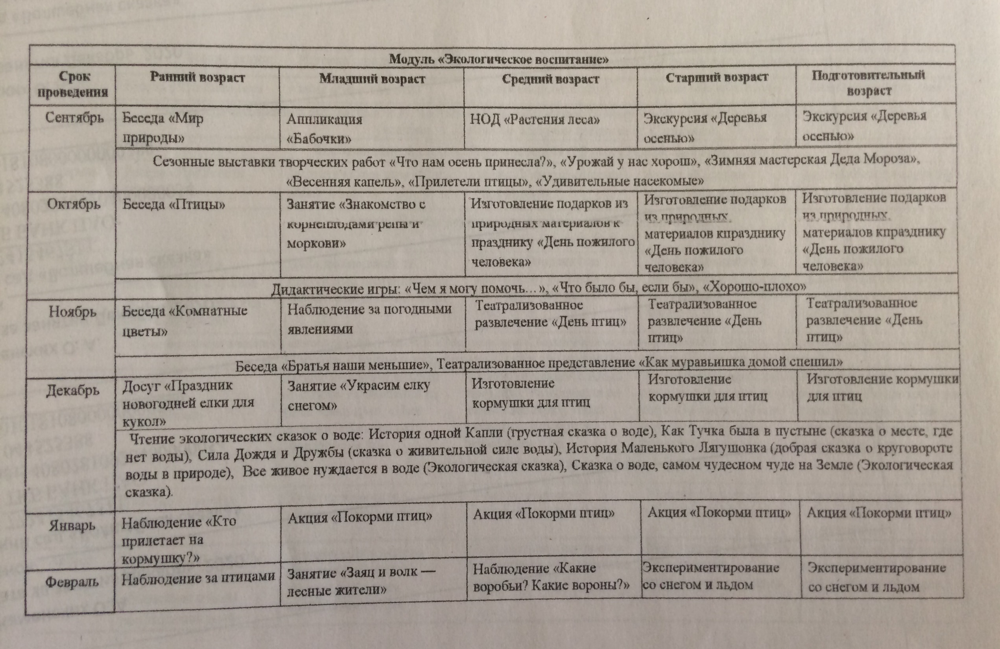 Модуль «Экологическое воспитание»
Срок
проведения
Ранний возраст
Младший возраст
Средний возраст
Старший возраст
Подготовительный
возраст
Сентябрь
Беседа «Мир
природы»
Аппликация
«Бабочки»
НОД «Растения леса»
Экскурсия «Деревья
осенью»
Экскурсия «Деревья
осенью»
Сезонные выставки творческих работ «Что нам осень принесла?», «Урожай у нас хорош», «Зимняя мастерская Деда Мороза»,
«Весенняя капель», «Прилетели птицы», «Удивительные насекомые»
Октябрь
Беседа «Птицы»
Занятие «Знакомство с
корнеплодами репы и
моркови»
Изготовление подарков из
природных материалов к
празднику «День пожилого
человека»
Изготовление подарков
из природных
материалов кпразднику
«День пожилого
человека»
Изготовление подарков
из природных
материалов кпразднику
«День пожилого
человека»
Дидактические игры: «Чем я могу помочь…», «Что было бы, если бы», «Хорошо-плохо»
Ноябрь
Беседа «Комнатные
цветы»
Наблюдение за погодными
явлениями
Театрализованное
развлечение «День птиц»
Театрализованное
развлечение «День
птиц»
Театрализованное
развлечение «День
птиц»
Беседа «Братья наши меньшие», Театрализованное представление «Как муравьишка домой спешил»
Декабрь
Досуг «Праздник
новогодней елки для
кукол»
Занятие «Украсим елку
снегом»
Изготовление
кормушки для птиц
Изготовление
кормушки для птиц
Изготовление кормушки
для птиц
Чтение экологических сказок о воде: История одной Капли (грустная сказка о воде), Как Тучка была в пустыне (сказка о месте, где
нет воды), Сила Дождя и Дружбы (сказка о живительной силе воды), История Маленького Лягушонка (добрая сказка о круговороте
воды в природе), Все живое нуждается в воде (Экологическая сказка), Сказка о воде, самом чудесном чуде на Земле (Экологическая
сказка).
Январь
Наблюдение «Кто
прилетает на
кормушку?»
Акция «Покорми птиц»
Акция «Покорми птиц»
Акция «Покорми птиц»
Акция «Покорми птиц»
Февраль
Наблюдение за птицами
Занятие «Заяц и волк —
лесные жители»
Наблюдение «Какие
воробьи? Какие вороны?»
Экспериментирование
со снегом и льдом
Экспериментирование
со снегом и льдом